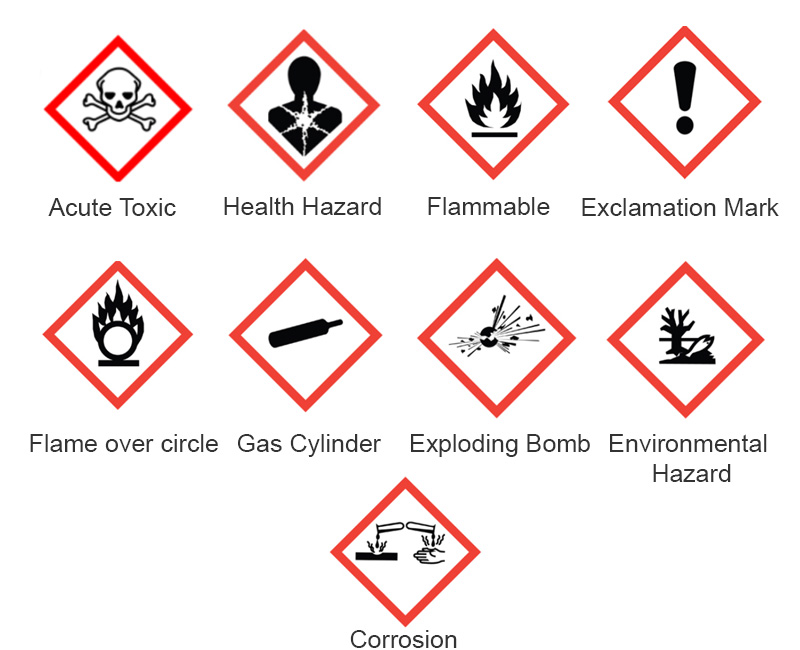 Acute Toxic
Health Hazard
Flammable
Exclamation Mark
Flame over circle
Gas Cylinder
Exploding Bomb
Environmental
Hazard
Corrosion